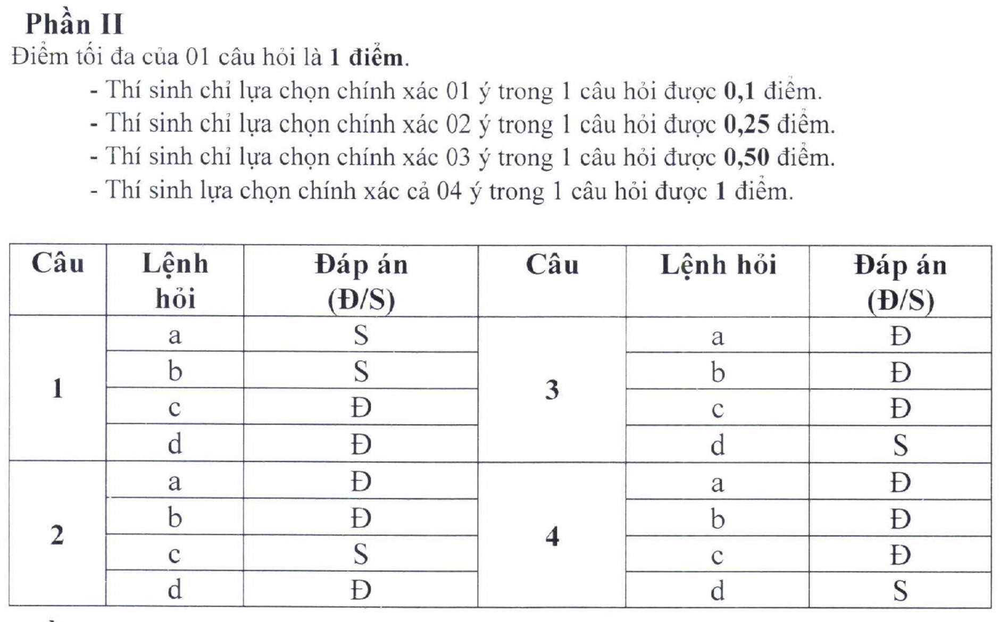 Phần II
Điểm tối đa của 01 câu hỏi là 1 điểm.
- Thí sinh chỉ lựa chọn chính xác 01 ý trong 1 câu hỏi được 0,1 điểm.
- Thí sinh chỉ lựa chọn chính xác 02 ý trong 1 câu hỏi được 0,25 điểm.
- Thí sinh chỉ lựa chọn chính xác 03 ý trong 1 câu hỏi được 0,50 điểm.
- Thí sinh lựa chọn chính xác cả 04 ý trong 1 câu hỏi được 1 điểm.
Câu Lệnh hỏi Đáp án (Đ/S) Câu Lệnh hỏi Đáp án (Đ/S)
1 a S 3 a Đ
b S b Đ
c Đ c Đ
d Đ d S
2 a Đ 4 a Đ
b Đ b Đ
c S c Đ
d Đ d S